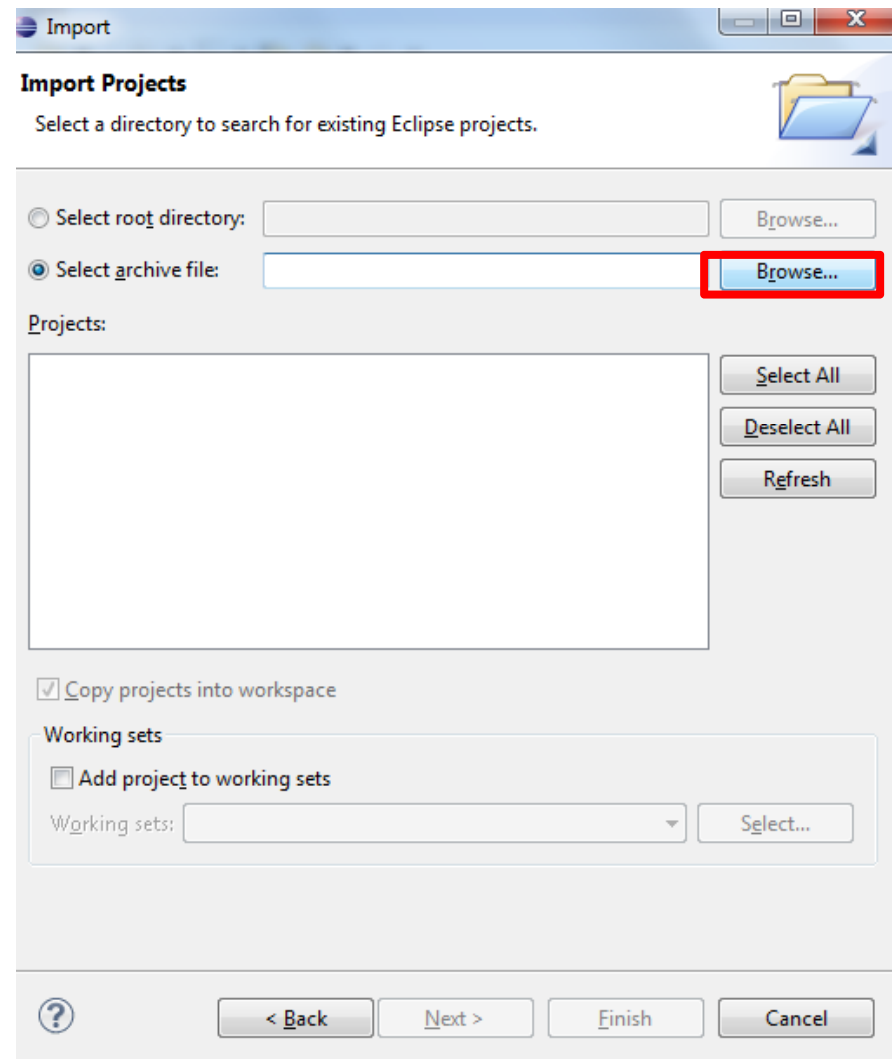 Import
Import Projects
Select a directory to search for existing Eclipse projects.
Select root directory: Browse...
Select archive file: Browse...
Projects:
Select All
Deselect All
Refresh
Copy projects into workspace
Working sets
Add project to working sets
Working sets: Select...
? < Back Next > Finish Cancel